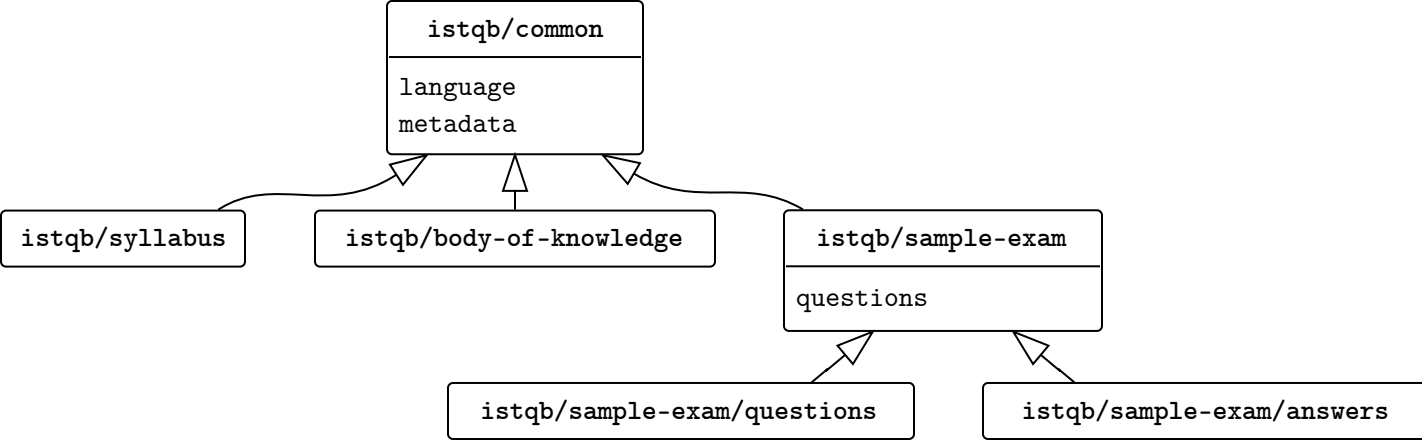 istqb/common
language
metadata
istqb/syllabus
istqb/body-of-knowledge
istqb/sample-exam
questions
istqb/sample-exam/questions
istqb/sample-exam/answers